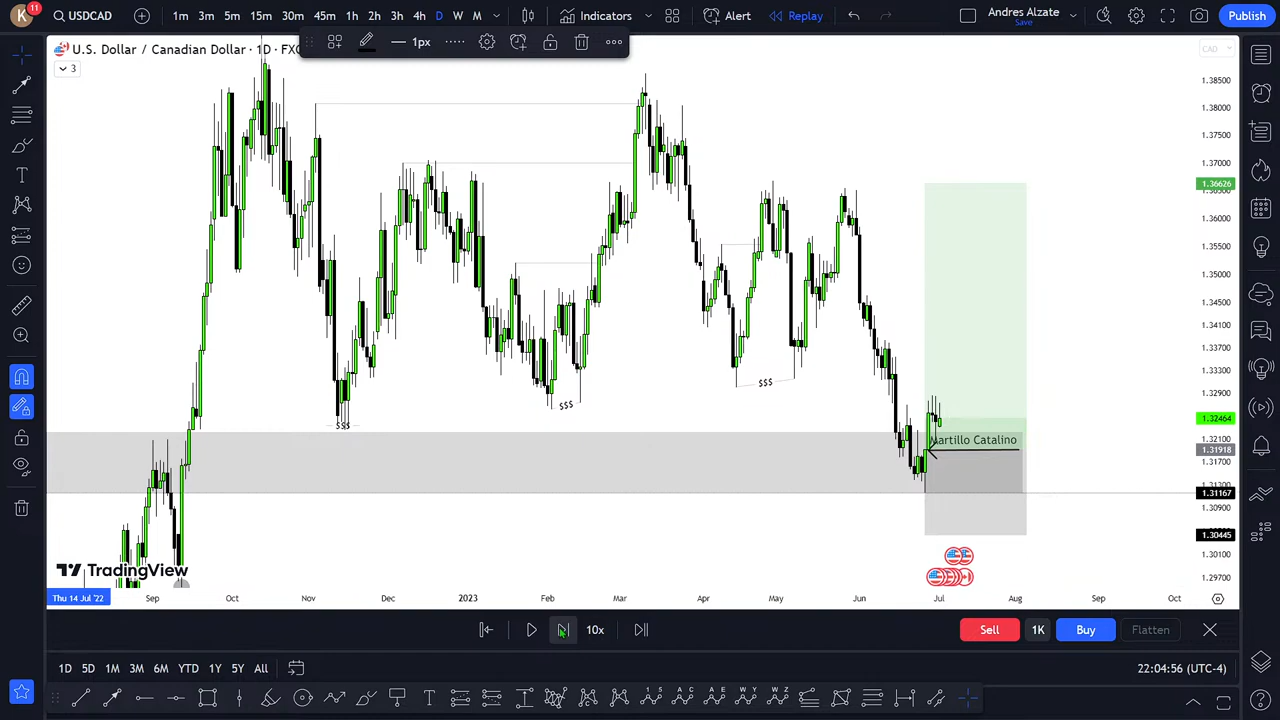 K
11
USDCAD
1m 3m 5m 15m 30m 45m 1h 2h 3h 4h D W M
Indicators
Alert
Replay
Andres Alzate
Save
Publish
U.S. Dollar / Canadian Dollar · 1D · FXC
1px
3
CAD
1.38500
1.38000
1.37500
1.37000
1.36626
1.36000
1.35500
1.35000
1.34500
1.34100
1.33700
1.33300
1.32900
1.32464
1.32100
1.31918
1.31700
1.31167
1.30900
1.30445
1.30100
1.29700
$$$
$$$
$$$
Martillo Catalino
TradingView
Thu 14 Jul '22
Sep Oct Nov Dec 2023 Feb Mar Apr May Jun Jul Aug Sep Oct
10x
Sell
1K
Buy
Flatten
1D 5D 1M 3M 6M YTD 1Y 5Y All
22:04:56 (UTC-4)